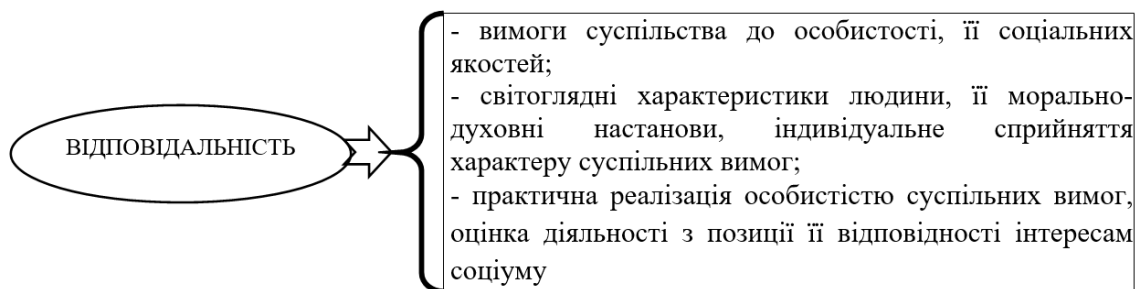 ВІДПОВІДАЛЬНІСТЬ
- вимоги суспільства до особистості, її соціальних
якостей;
- світоглядні характеристики людини, її морально-
духовні настанови, індивідуальне сприйняття
характеру суспільних вимог;
- практична реалізація особистістю суспільних вимог,
оцінка діяльності з позиції її відповідності інтересам
соціуму